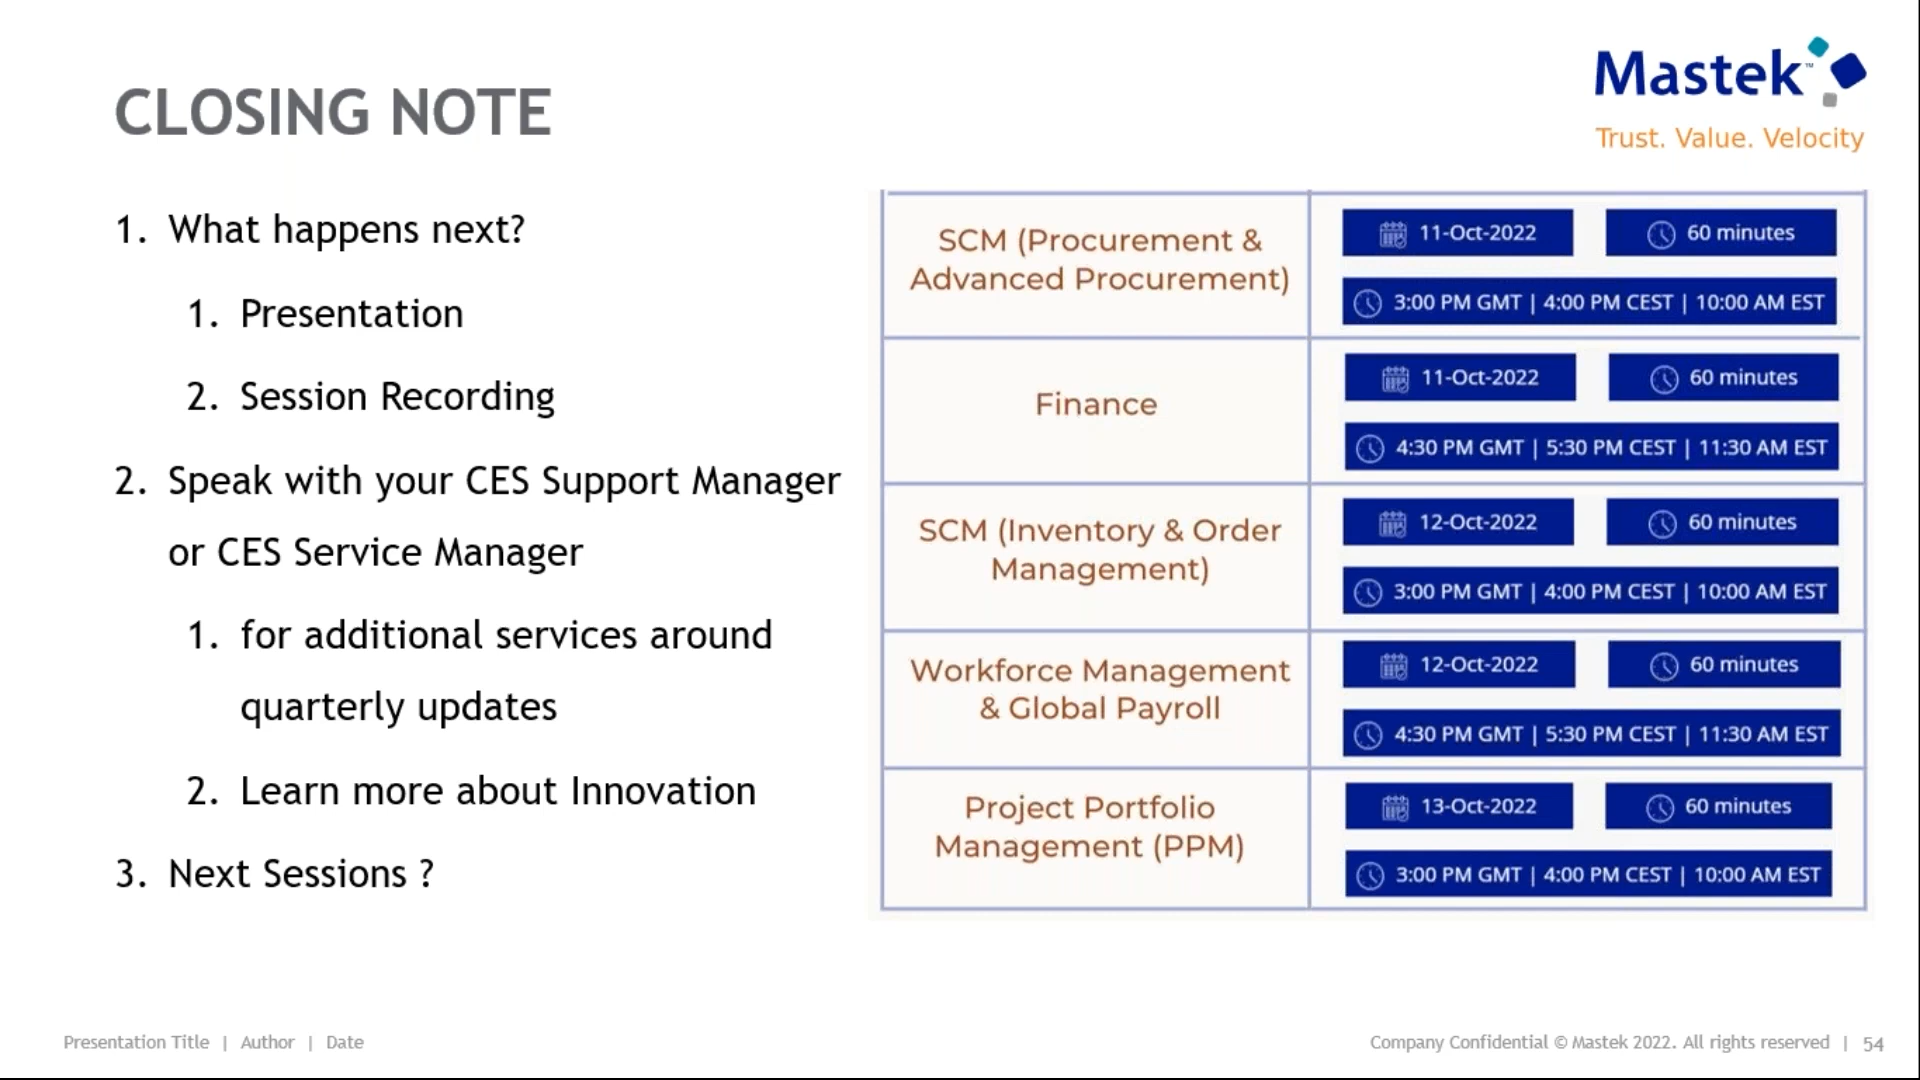 CLOSING NOTE
Mastek™
Trust. Value. Velocity
1. What happens next?
1. Presentation
2. Session Recording
2. Speak with your CES Support Manager
or CES Service Manager
1. for additional services around
quarterly updates
2. Learn more about Innovation
3. Next Sessions ?
SCM (Procurement &
Advanced Procurement)
11-Oct-2022
60 minutes
3:00 PM GMT | 4:00 PM CEST | 10:00 AM EST
Finance
11-Oct-2022
60 minutes
4:30 PM GMT | 5:30 PM CEST | 11:30 AM EST
SCM (Inventory & Order
Management)
12-Oct-2022
60 minutes
3:00 PM GMT | 4:00 PM CEST | 10:00 AM EST
Workforce Management
& Global Payroll
12-Oct-2022
60 minutes
4:30 PM GMT | 5:30 PM CEST | 11:30 AM EST
Project Portfolio
Management (PPM)
13-Oct-2022
60 minutes
3:00 PM GMT | 4:00 PM CEST | 10:00 AM EST
Presentation Title | Author | Date
Company Confidential © Mastek 2022. All rights reserved | 54